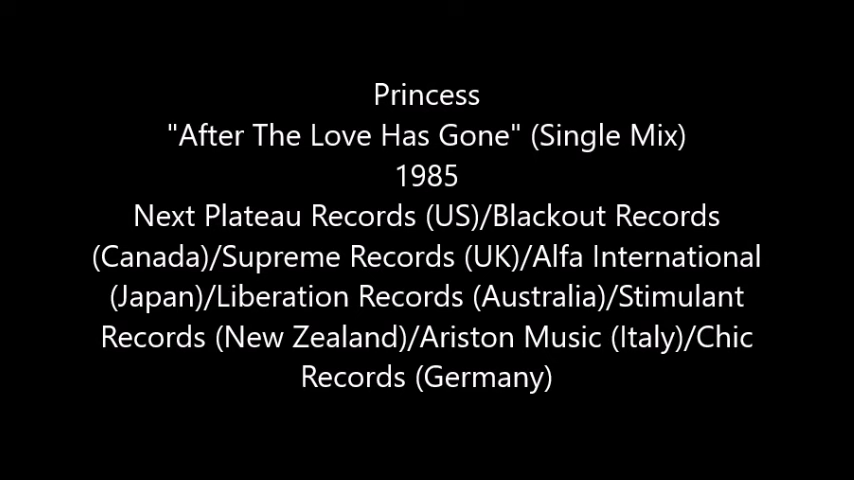 Princess
"After The Love Has Gone" (Single Mix)
1985
Next Plateau Records (US)/Blackout Records
(Canada)/Supreme Records (UK)/Alfa International
(Japan)/Liberation Records (Australia)/Stimulant
Records (New Zealand)/Ariston Music (Italy)/Chic
Records (Germany)